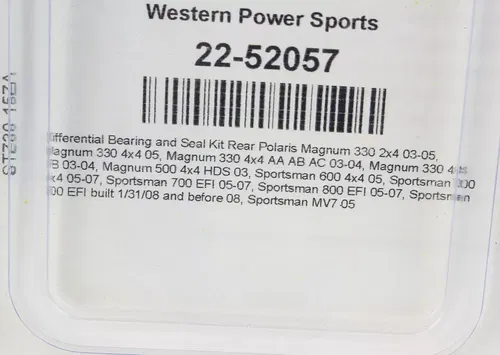 Western Power Sports
22-52057
ifferential Bearing and Seal Kit Rear Polaris Magnum 330 2x4 03-05,
agnum 330 4x4 05, Magnum 330 4x4 AA AB AC 03-04, Magnum 330 4x4
B 03-04, Magnum 500 4x4 HDS 03, Sportsman 600 4x4 05, Sportsman 700
x4 05-07, Sportsman 700 EFI 05-07, Sportsman 800 EFI 05-07, Sportsman
00 EFI built 1/31/08 and before 08, Sportsman MV7 05